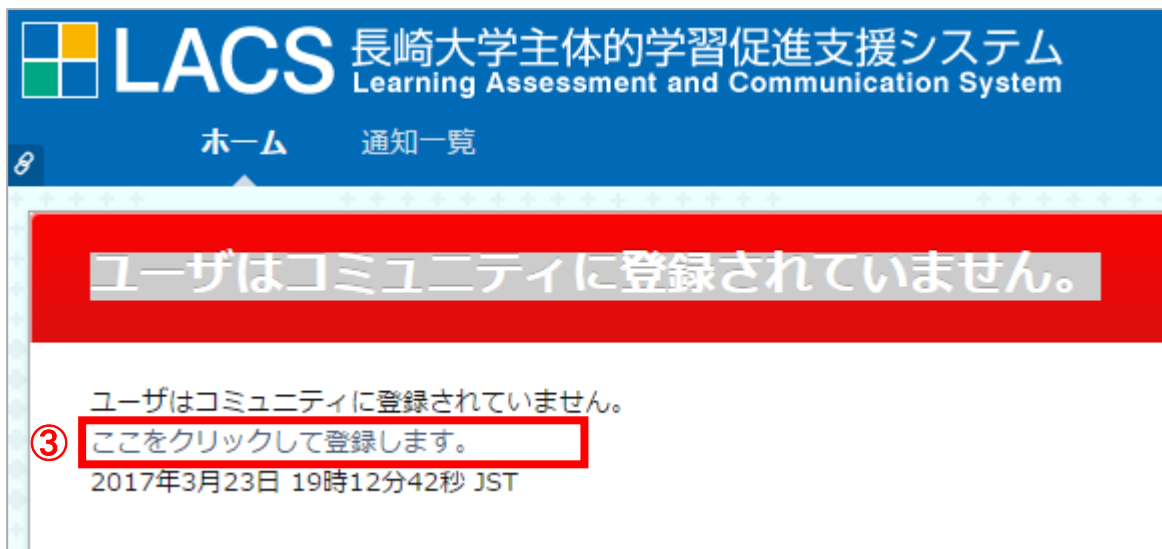 LACS 長崎大学主体的学習促進支援システム
Learning Assessment and Communication System
ホーム 通知一覧
ユーザはコミュニティに登録されていません。
ユーザはコミュニティに登録されていません。
③ ここをクリックして登録します。
2017年3月23日 19時12分42秒 JST